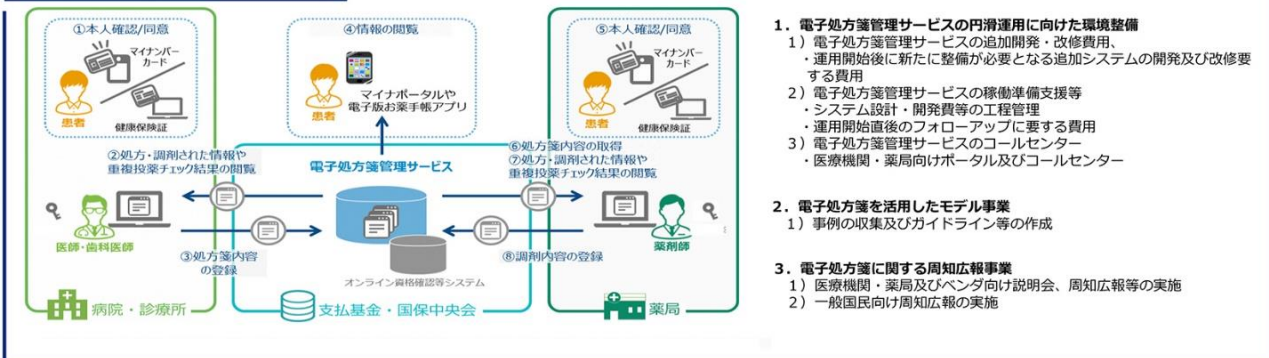 ①本人確認/同意
マイナンバー
カード
患者
健康保険証
②処方・調剤された情報や
重複投薬チェック結果の閲覧
医師・歯科医師
③処方箋内容
の登録
病院・診療所
④情報の閲覧
患者
マイナポータルや
電子版お薬手帳アプリ
電子処方箋管理サービス
オンライン資格確認等システム
支払基金・国保中央会
⑤本人確認/同意
マイナンバー
カード
患者
健康保険証
⑥処方箋内容の取得
⑦処方・調剤された情報や
重複投薬チェック結果の閲覧
薬剤師
⑧調剤内容の登録
薬局
1.電子処方箋管理サービスの円滑運用に向けた環境整備
1)電子処方箋管理サービスの追加開発・改修費用、
・運用開始後に新たに整備が必要となる追加システムの開発及び改修要
する費用
2)電子処方箋管理サービスの稼働準備支援等
・システム設計・開発費等の工程管理
・運用開始直後のフォローアップに要する費用
3)電子処方箋管理サービスのコールセンター
・医療機関・薬局向けポータル及びコールセンター
2.電子処方箋を活用したモデル事業
1)事例の収集及びガイドライン等の作成
3.電子処方箋に関する周知広報事業
1)医療機関・薬局及びベンダ向け説明会、周知広報等の実施
2)一般国民向け周知広報の実施